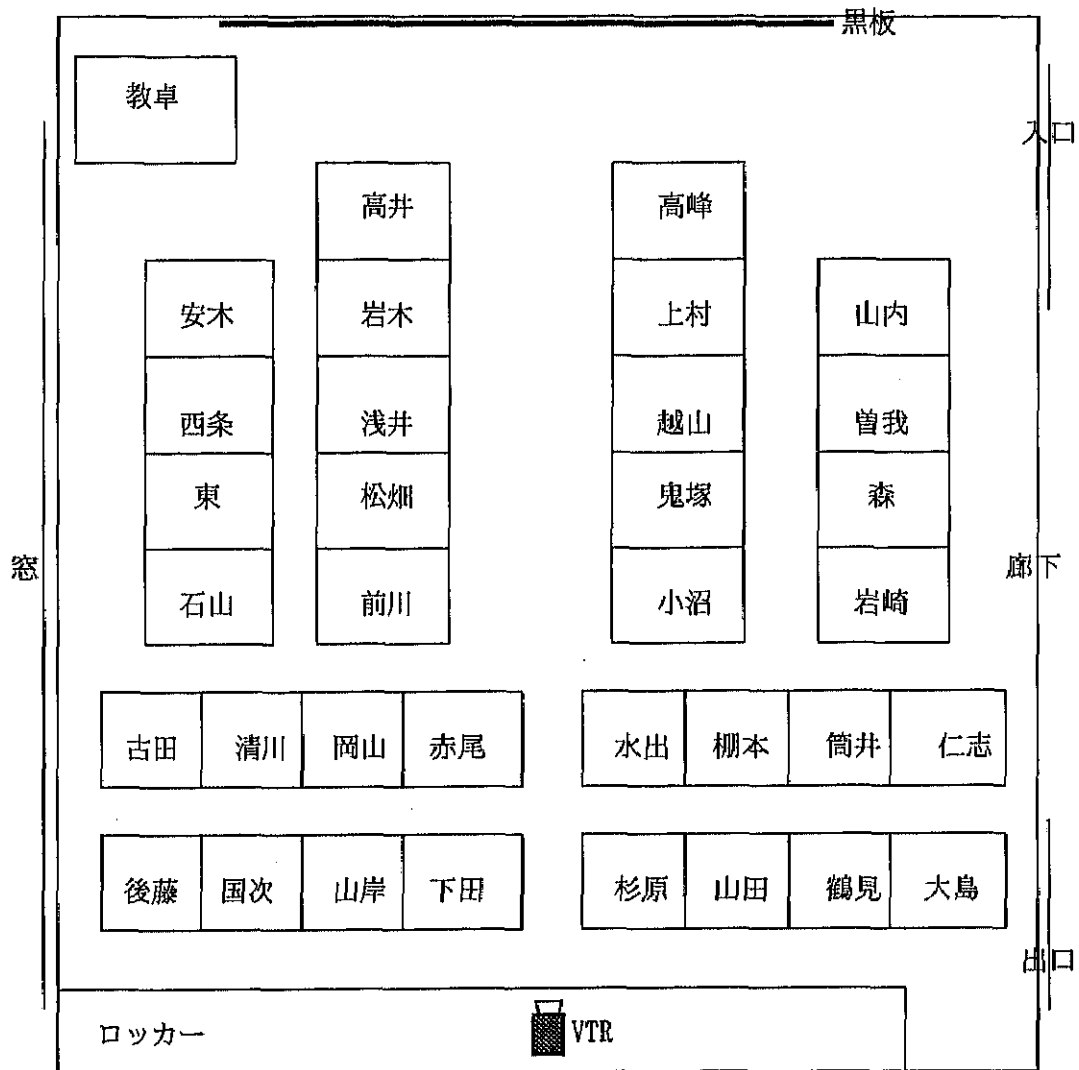 黒板
教卓
入口
高井 高峰
安木 岩木 上村 山内
西条 浅井 越山 曽我
東 松畑 鬼塚 森
窓 廊下
石山 前川 小沼 岩崎
古田 清川 岡山 赤尾 水出 棚本 筒井 仁志
後藤 国次 山岸 下田 杉原 山田 鶴見 大島
出口
ロッカー VTR